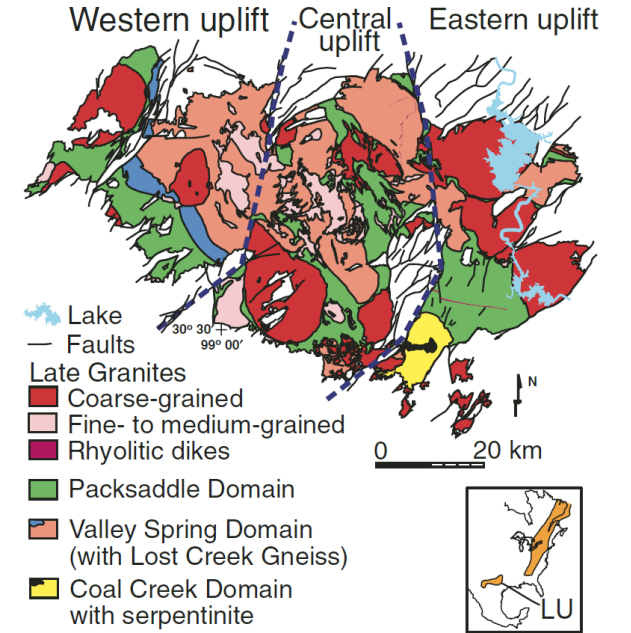 Western uplift
Central
uplift
Eastern uplift
30º 30'
99º 00'
Lake
Faults
Late Granites
Coarse-grained
Fine- to medium-grained
Rhyolitic dikes
Packsaddle Domain
Valley Spring Domain
(with Lost Creek Gneiss)
Coal Creek Domain
with serpentinite
N
0 20 km
LU